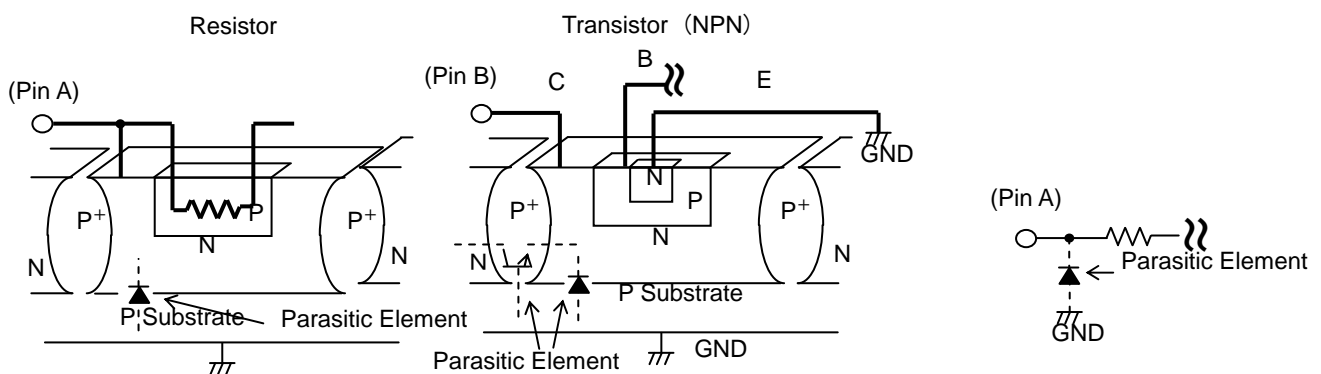 Resistor
(Pin A)
P+
P
P+
N
N
N
P Substrate
Parasitic Element
Transistor（NPN）
(Pin B)
C
B
E
GND
N
P
P+
P+
N
N
N
P Substrate
Parasitic Element
GND
(Pin A)
Parasitic Element
GND